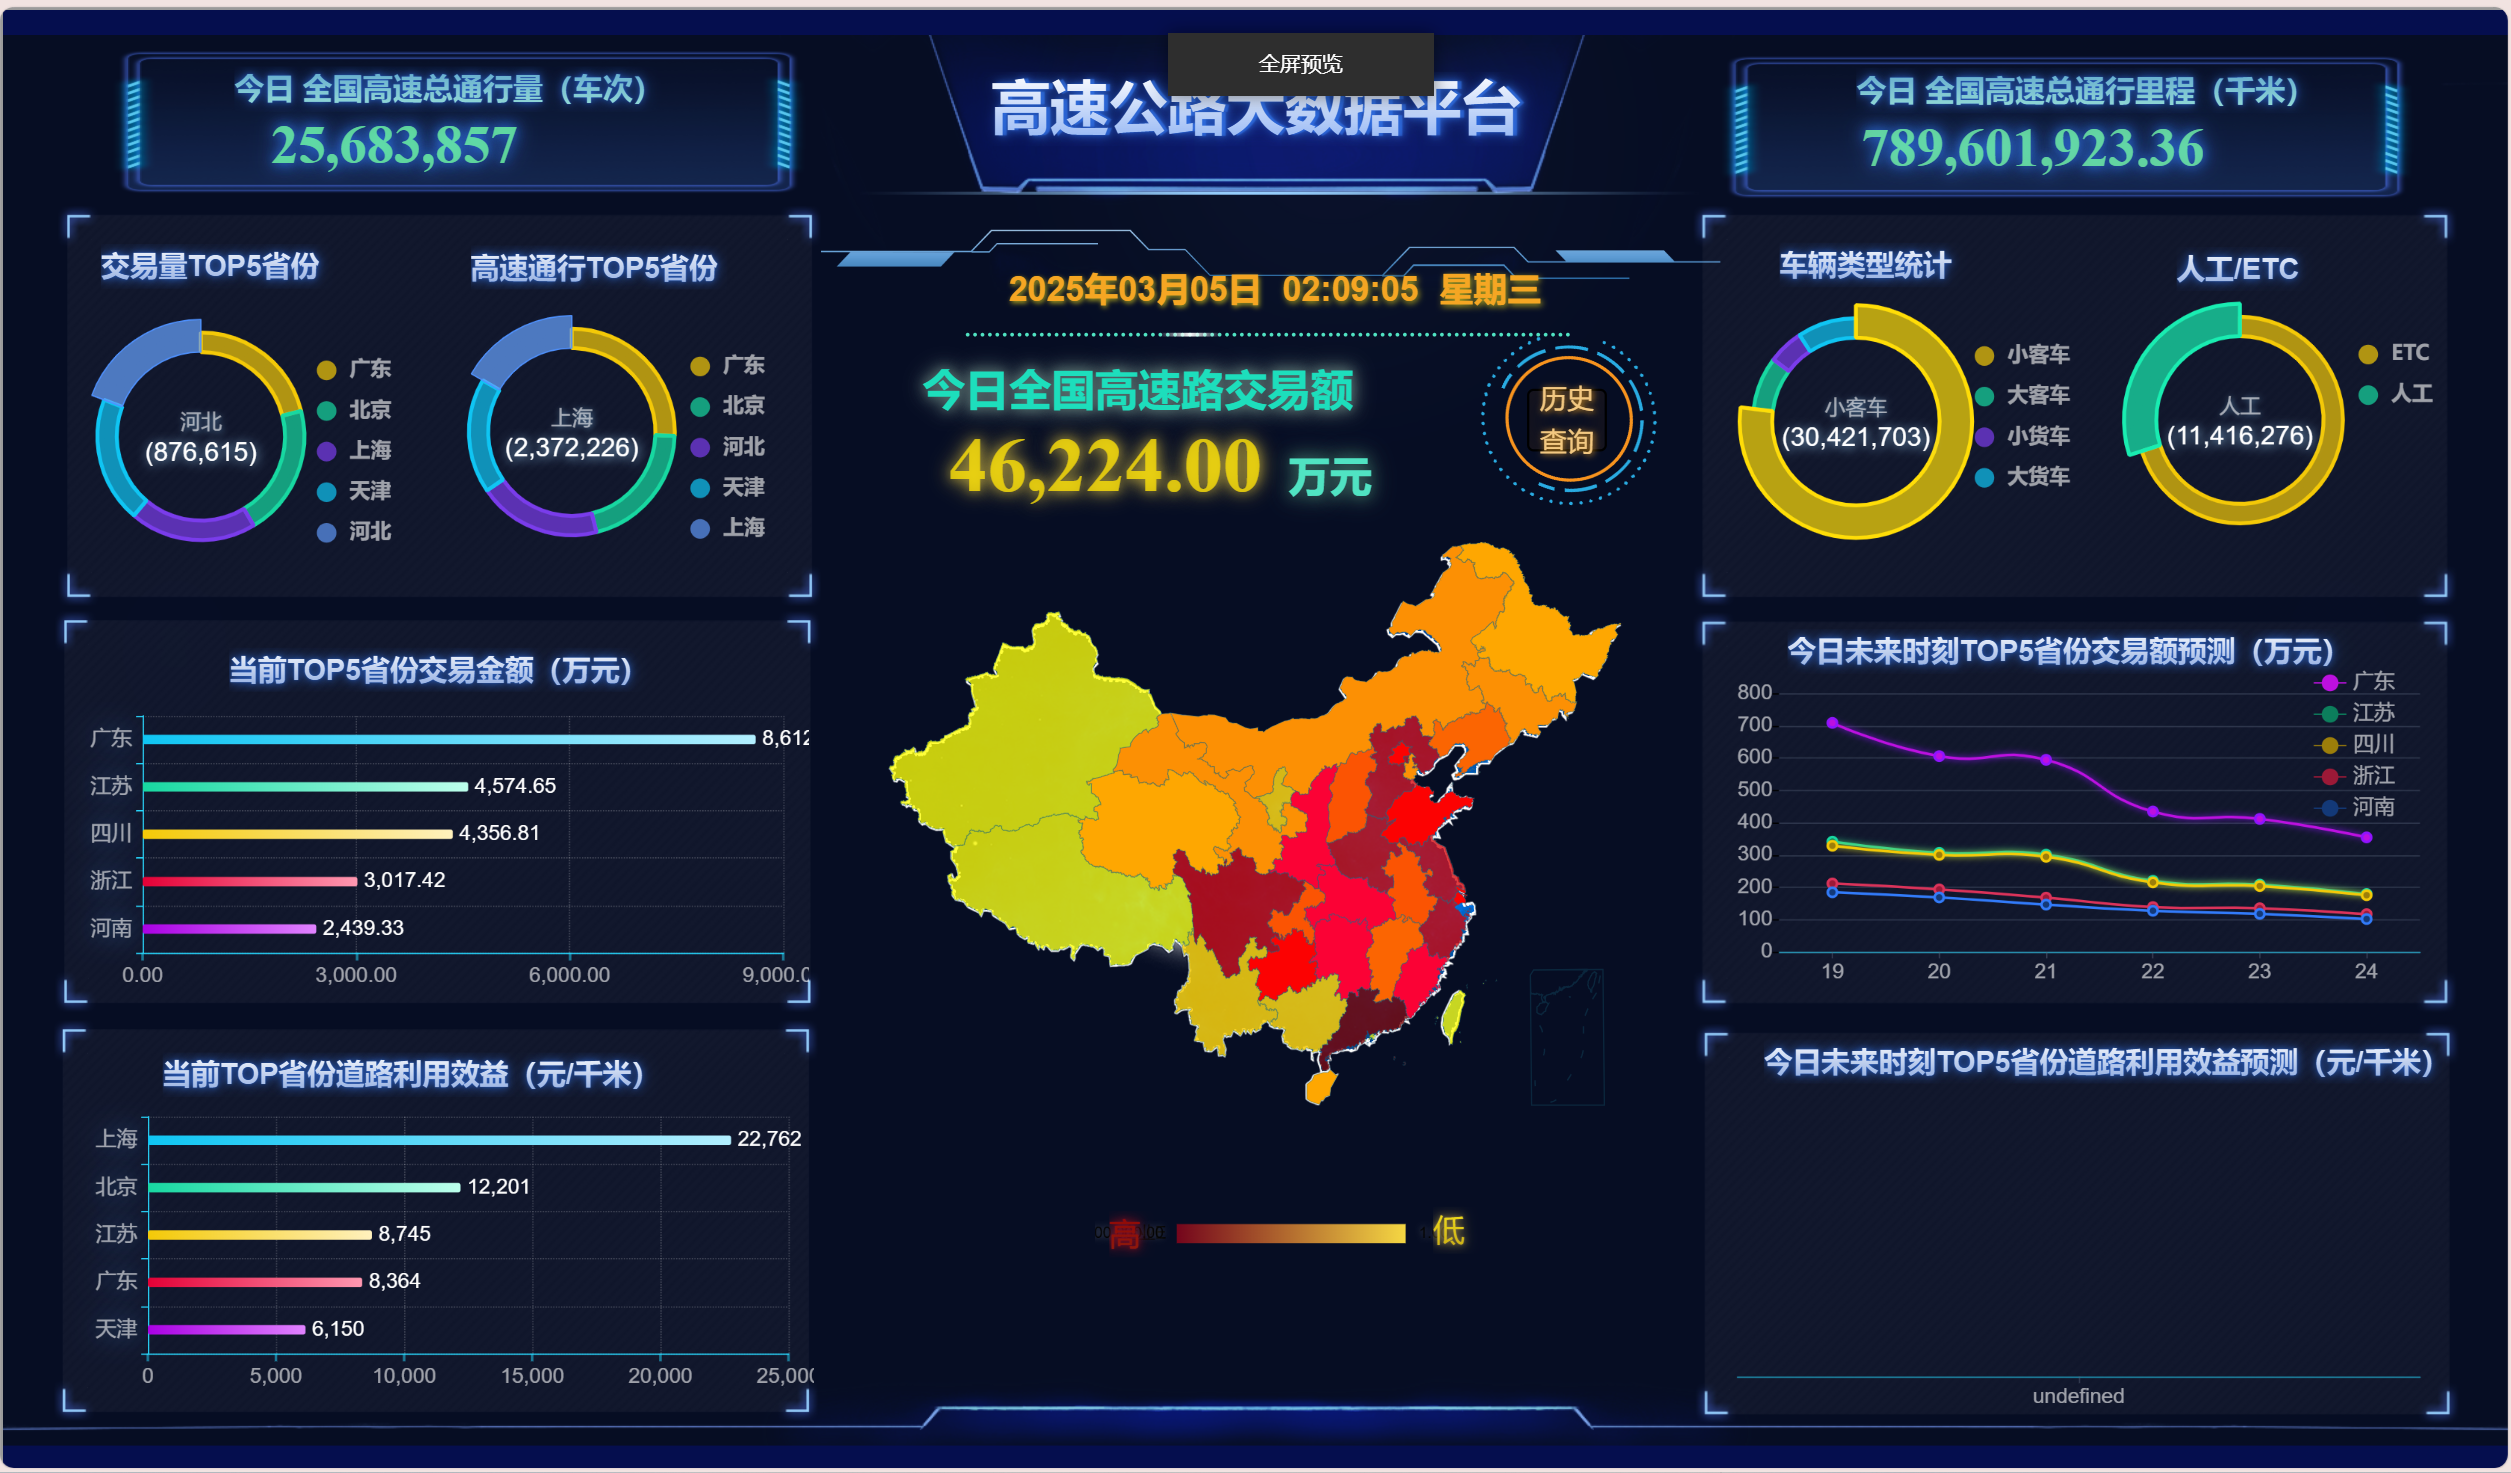 全屏预览
高速公路大数据平台
今日 全国高速总通行量（车次）
25,683,857
今日 全国高速总通行里程（千米）
789,601,923.36
交易量TOP5省份
河北
(876,615)
广东
北京
上海
天津
河北
高速通行TOP5省份
上海
(2,372,226)
广东
北京
河北
天津
上海
2025年03月05日 02:09:05 星期三
今日全国高速路交易额
46,224.00 万元
历史
查询
车辆类型统计
小客车
(30,421,703)
小客车
大客车
小货车
大货车
人工/ETC
人工
(11,416,276)
ETC
人工
当前TOP5省份交易金额（万元）
广东 8,612
江苏 4,574.65
四川 4,356.81
浙江 3,017.42
河南 2,439.33
0.00 3,000.00 6,000.00 9,000.0
今日未来时刻TOP5省份交易额预测（万元）
广东
江苏
四川
浙江
河南
800
700
600
500
400
300
200
100
0
19 20 21 22 23 24
当前TOP省份道路利用效益（元/千米）
上海 22,762
北京 12,201
江苏 8,745
广东 8,364
天津 6,150
0 5,000 10,000 15,000 20,000 25,000
高 低
今日未来时刻TOP5省份道路利用效益预测（元/千米）
undefined